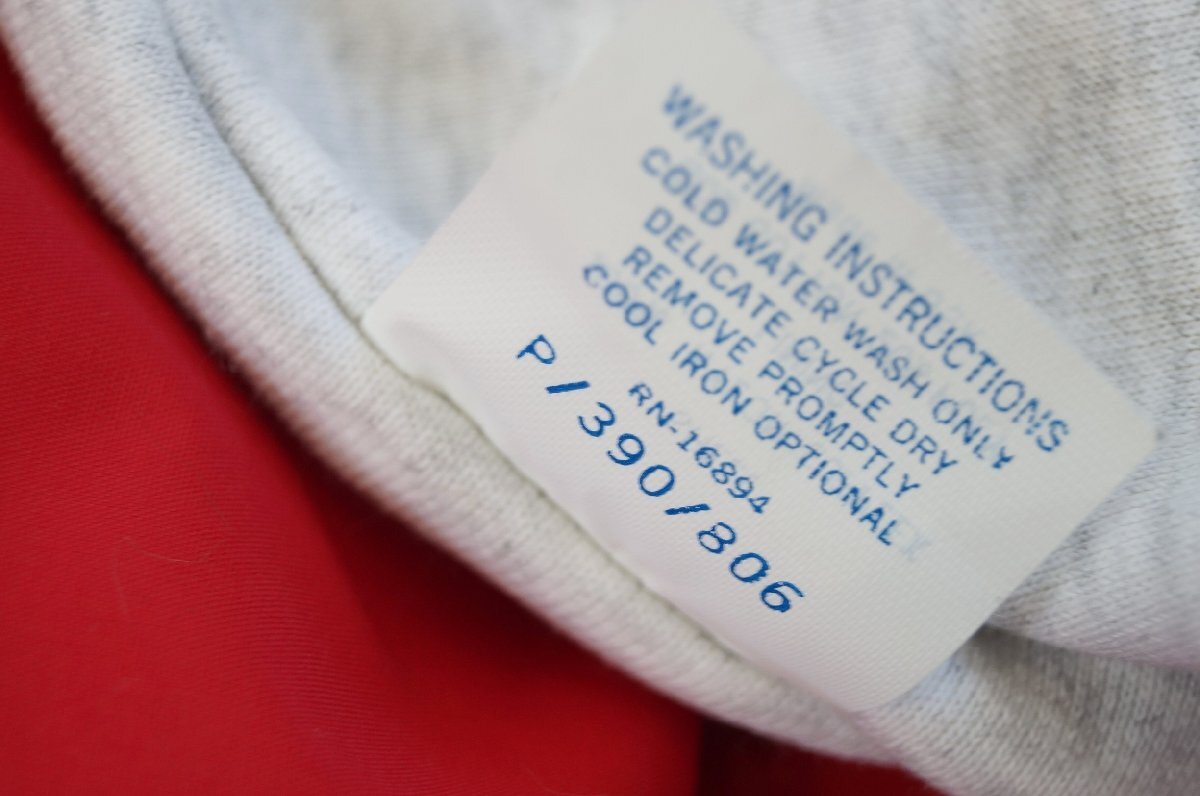 WASHING INSTRUCTIONS
COLD WATER WASH ONLY
DELICATE CYCLE DRY
REMOVE PROMPTLY
COOL IRON OPTIONAL
RN-16894
P/390/806